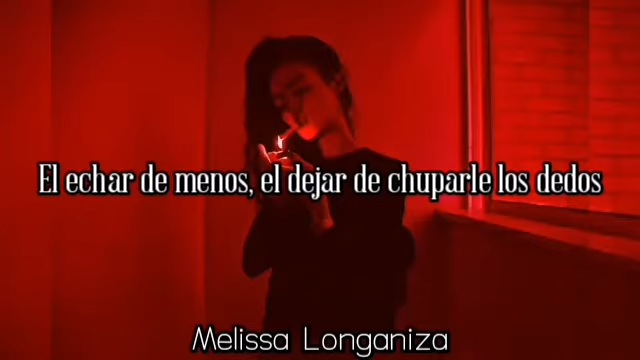 El echar de menos, el dejar de chuparle los dedos
Melissa Longaniza